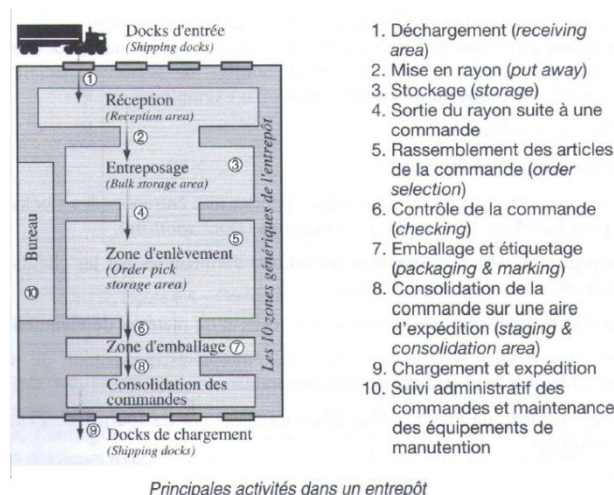 Docks d'entrée
(Shipping docks)
①
Réception
(Reception area)
②
Entreposage
(Bulk storage area)
③
④
Zone d'enlèvement
(Order pick
storage area)
⑤
⑥
Zone d'emballage ⑦
⑧
Consolidation des
commandes
⑨ Docks de chargement
(Shipping docks)
Bureau
⑩
Les 10 zones génériques de l'entrepôt
1. Déchargement (receiving
area)
2. Mise en rayon (put away)
3. Stockage (storage)
4. Sortie du rayon suite à une
commande
5. Rassemblement des articles
de la commande (order
selection)
6. Contrôle de la commande
(checking)
7. Emballage et étiquetage
(packaging & marking)
8. Consolidation de la
commande sur une aire
d'expédition (staging &
consolidation area)
9. Chargement et expédition
10. Suivi administratif des
commandes et maintenance
des équipements de
manutention
Principales activités dans un entrepôt